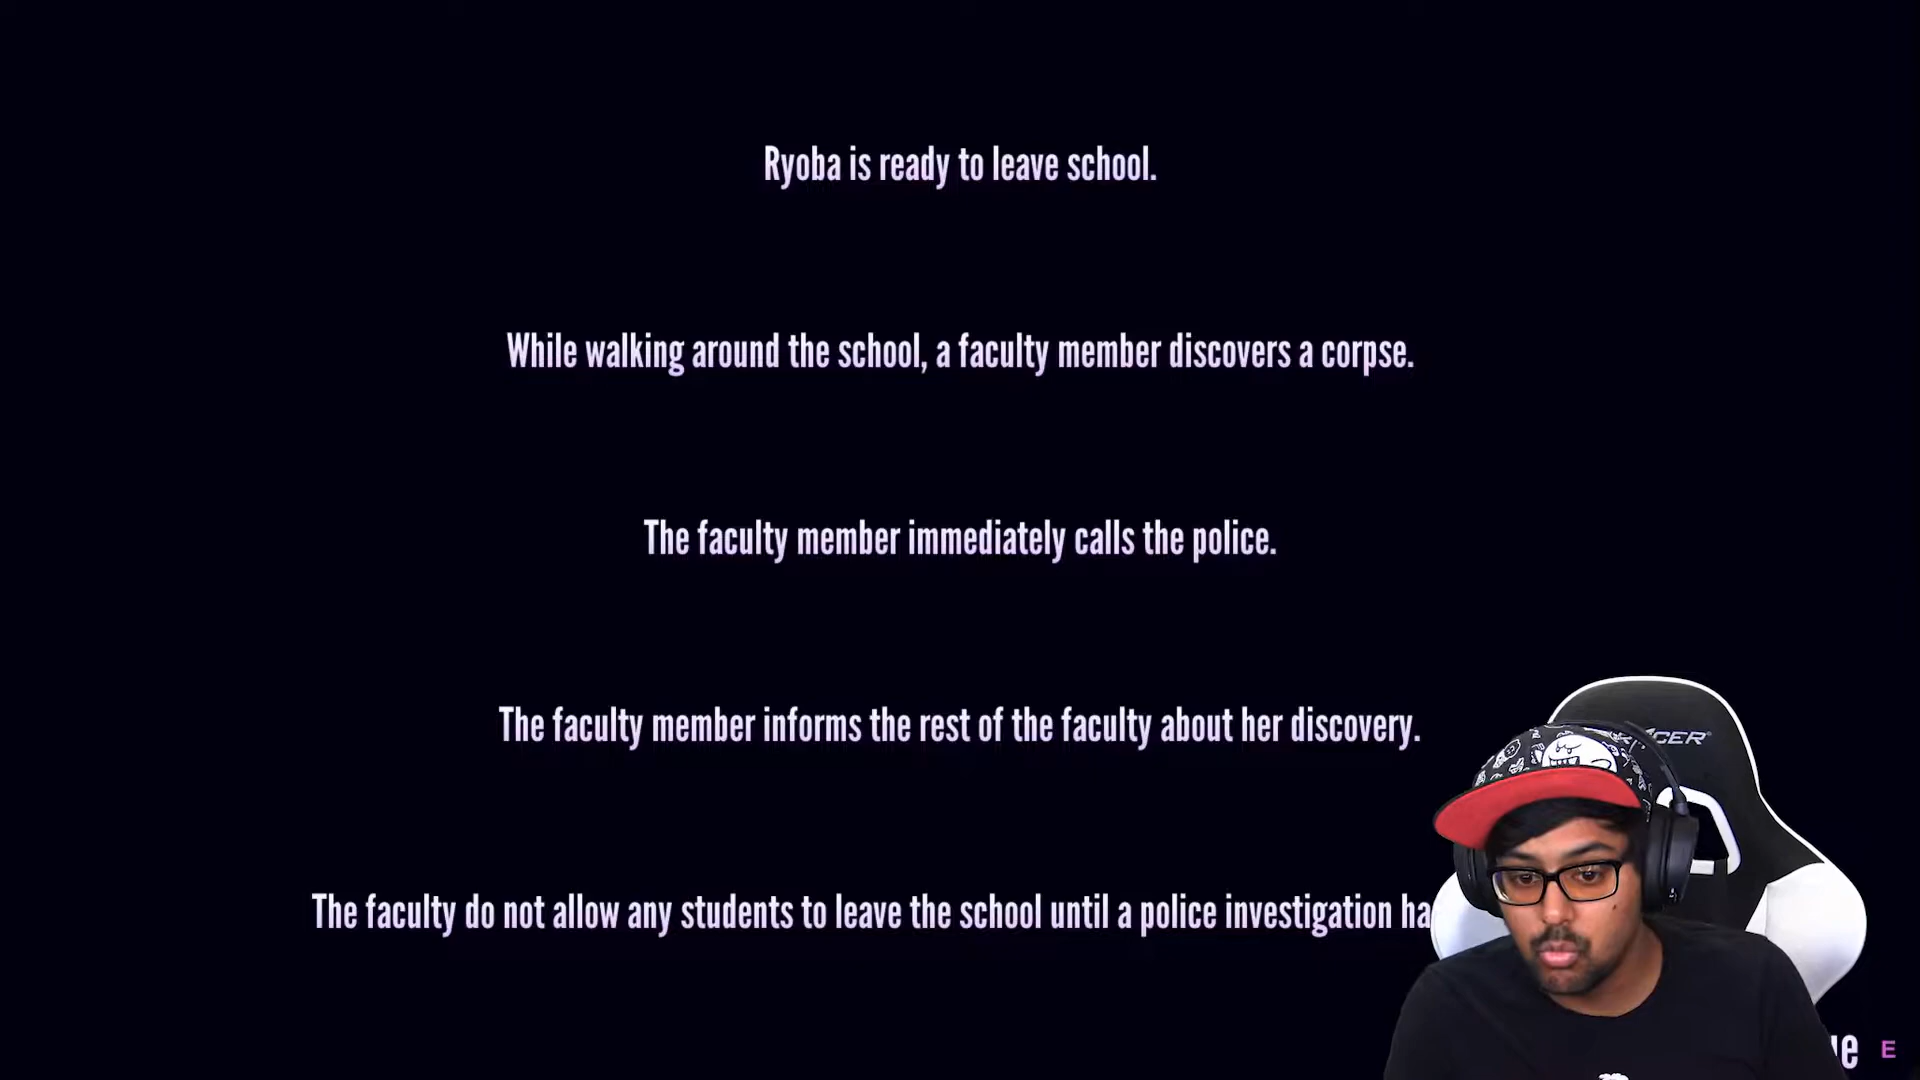 Ryoba is ready to leave school.
While walking around the school, a faculty member discovers a corpse.
The faculty member immediately calls the police.
The faculty member informs the rest of the faculty about her discovery.
The faculty do not allow any students to leave the school until a police investigation
E